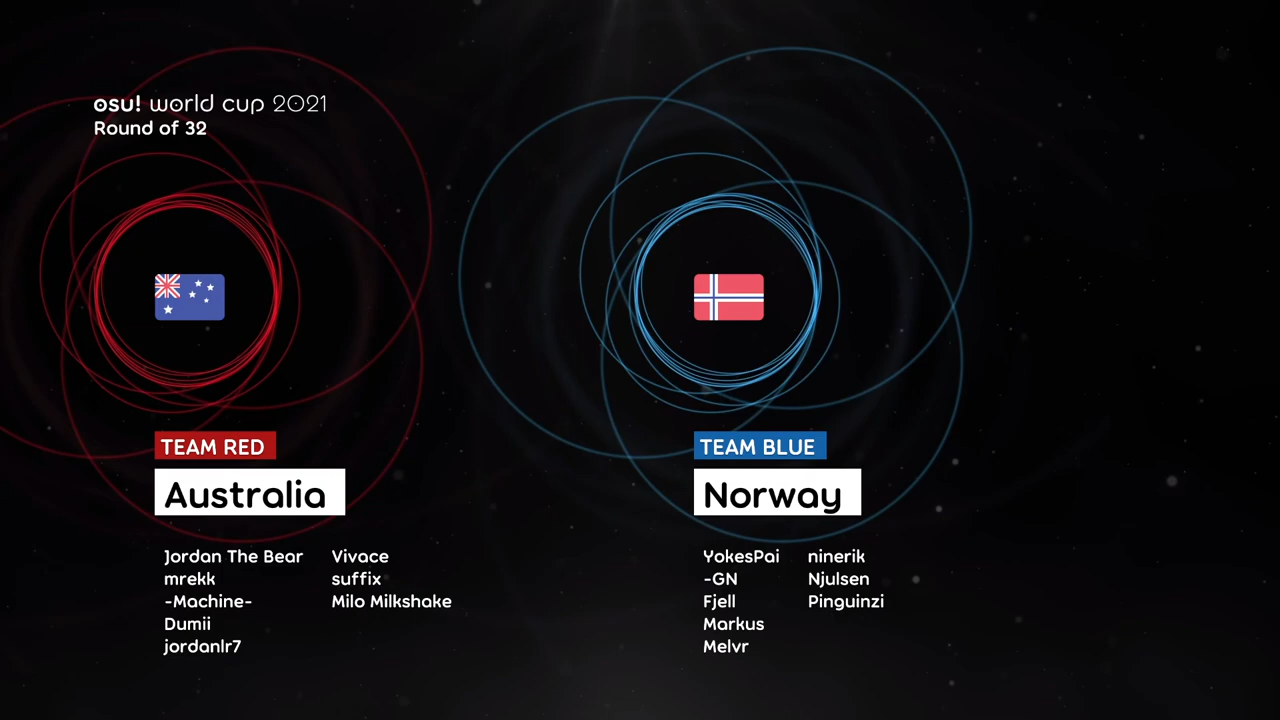 osu! world cup 2021
Round of 32
TEAM RED
Australia
Jordan The Bear
mrekk
-Machine-
Dumii
jordanlr7
Vivace
suffix
Milo Milkshake
TEAM BLUE
Norway
YokesPai
-GN
Fjell
Markus
Melvr
ninerik
Njulsen
Pinguinzi